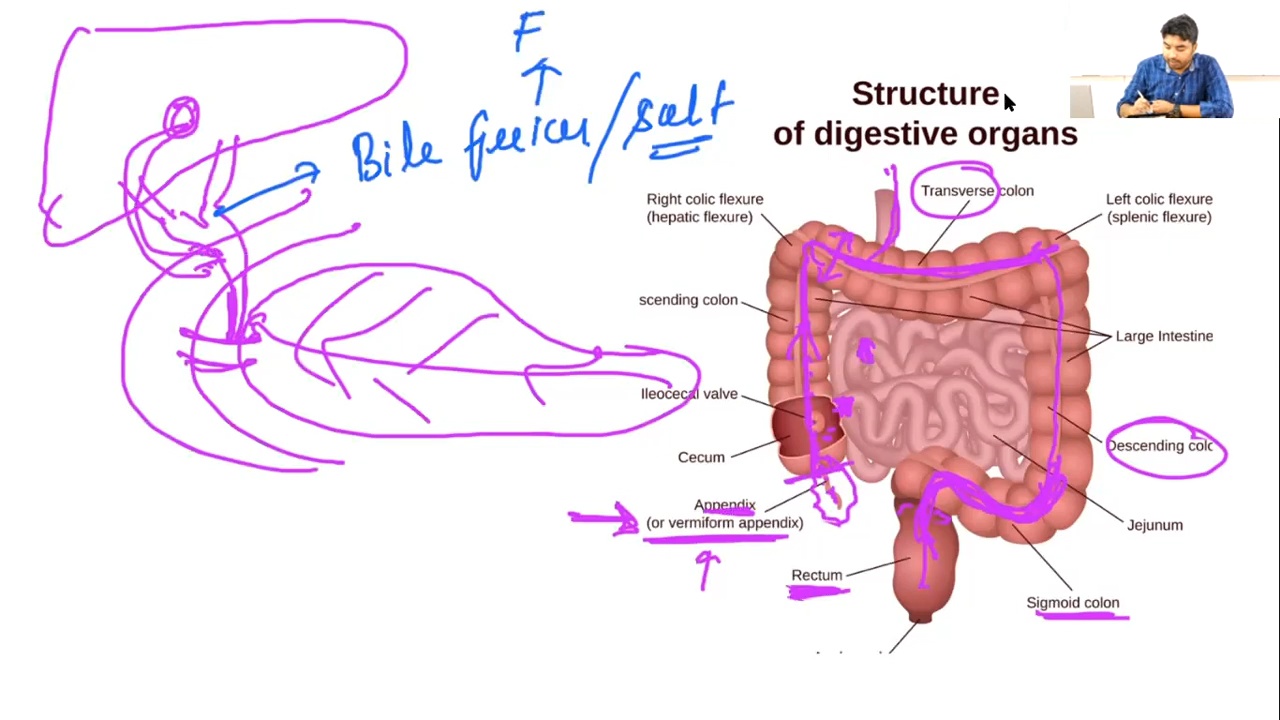 F
Bile Juices/salt
Structure
of digestive organs
Transverse colon
Right colic flexure
(hepatic flexure)
Left colic flexure
(splenic flexure)
scending colon
Large Intestine
Ileocecal valve
Descending colo
Cecum
Appendix
(or vermiform appendix)
Jejunum
Rectum
Sigmoid colon